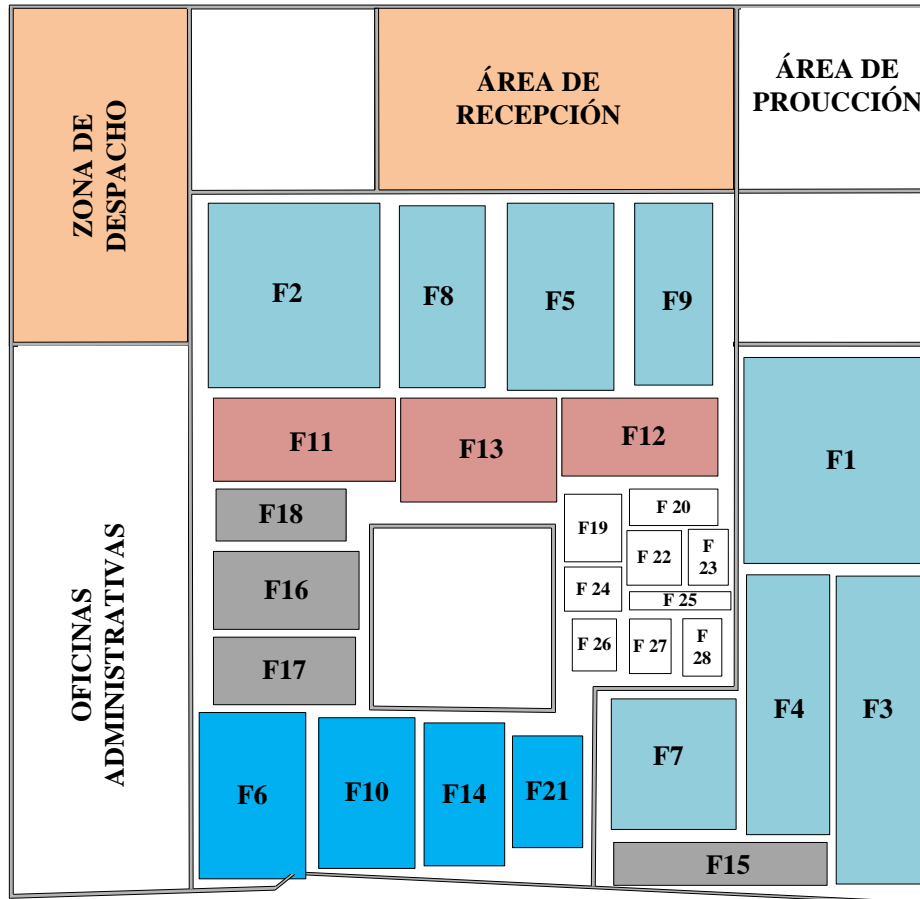 ZONA DE
DESPACHO
ÁREA DE
RECEPCIÓN
ÁREA DE
PROUCCIÓN
F2
F8
F5
F9
F11
F13
F12
F1
F18
F19
F 20
F 22
F
23
F16
F 24
F 25
F17
F 26
F 27
F
28
OFICINAS
ADMINISTRATIVAS
F4
F3
F7
F6
F10
F14
F21
F15